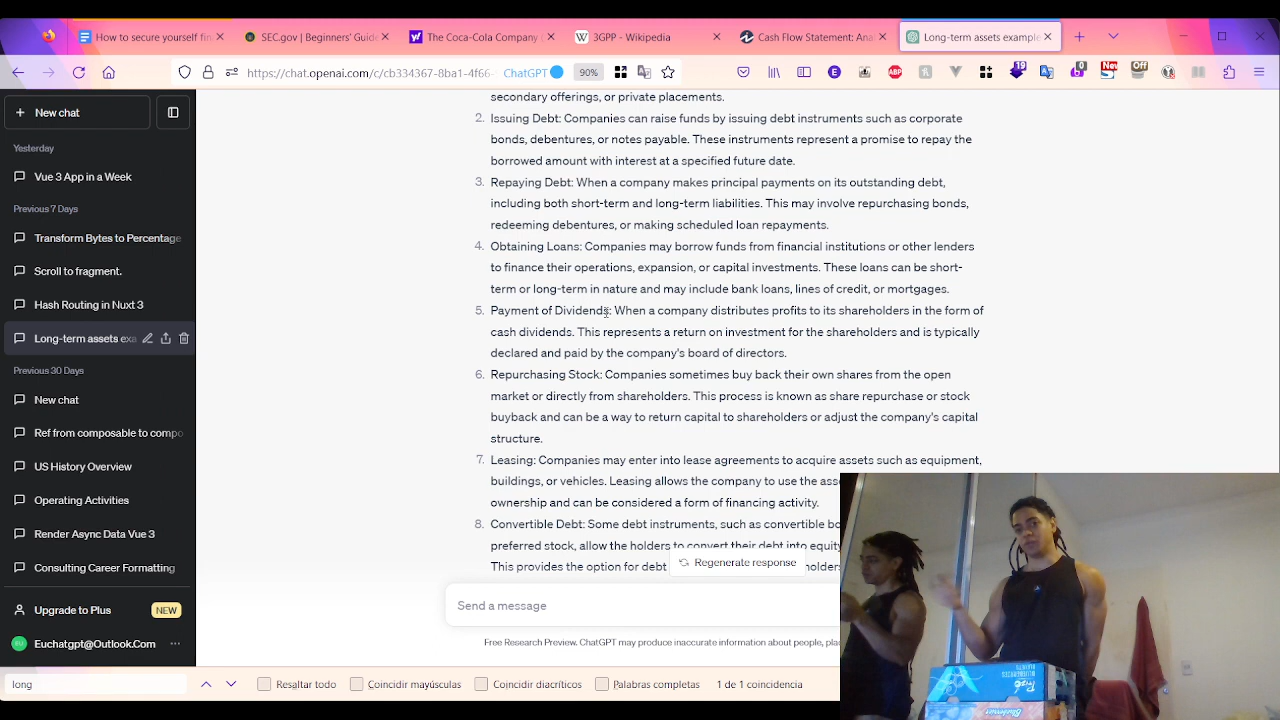 How to secure yourself fin
SEC.gov | Beginners' Guide
The Coca-Cola Company (
3GPP - Wikipedia
Cash Flow Statement: Ana
Long-term assets example
https://chat.openai.com/c/cb334667-8ba1-4f66-
ChatGPT
90%
ABP
19
0
New
Off
New chat
Yesterday
Vue 3 App in a Week
Previous 7 Days
Transform Bytes to Percentage
Scroll to fragment.
Hash Routing in Nuxt 3
Long-term assets exa
Previous 30 Days
New chat
Ref from composable to compo
US History Overview
Operating Activities
Render Async Data Vue 3
Consulting Career Formatting
Upgrade to Plus
NEW
EU
Euchatgpt@Outlook.Com
secondary offerings, or private placements.
2. Issuing Debt: Companies can raise funds by issuing debt instruments such as corporate
bonds, debentures, or notes payable. These instruments represent a promise to repay the
borrowed amount with interest at a specified future date.
3. Repaying Debt: When a company makes principal payments on its outstanding debt,
including both short-term and long-term liabilities. This may involve repurchasing bonds,
redeeming debentures, or making scheduled loan repayments.
4. Obtaining Loans: Companies may borrow funds from financial institutions or other lenders
to finance their operations, expansion, or capital investments. These loans can be short-
term or long-term in nature and may include bank loans, lines of credit, or mortgages.
5. Payment of Dividends: When a company distributes profits to its shareholders in the form of
cash dividends. This represents a return on investment for the shareholders and is typically
declared and paid by the company's board of directors.
6. Repurchasing Stock: Companies sometimes buy back their own shares from the open
market or directly from shareholders. This process is known as share repurchase or stock
buyback and can be a way to return capital to shareholders or adjust the company's capital
structure.
7. Leasing: Companies may enter into lease agreements to acquire assets such as equipment,
buildings, or vehicles. Leasing allows the company to use the asse
ownership and can be considered a form of financing activity.
8. Convertible Debt: Some debt instruments, such as convertible bo
preferred stock, allow the holders to convert their debt into equity
This provides the option for debt
holders
Regenerate response
Send a message
Free Research Preview. ChatGPT may produce inaccurate information about people, pla
long
Resaltar
Coincidir mayúsculas
Coincidir diacríticos
Palabras completas
1 de 1 coincidencia